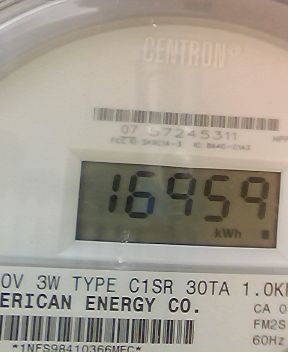 CENTRON®
07 57245311
16959
kWh
0V 3W TYPE C1SR 30TA 1.0K
ERICAN ENERGY CO.
CA 0
FM2S
60Hz
*1NFS98410366MFC*